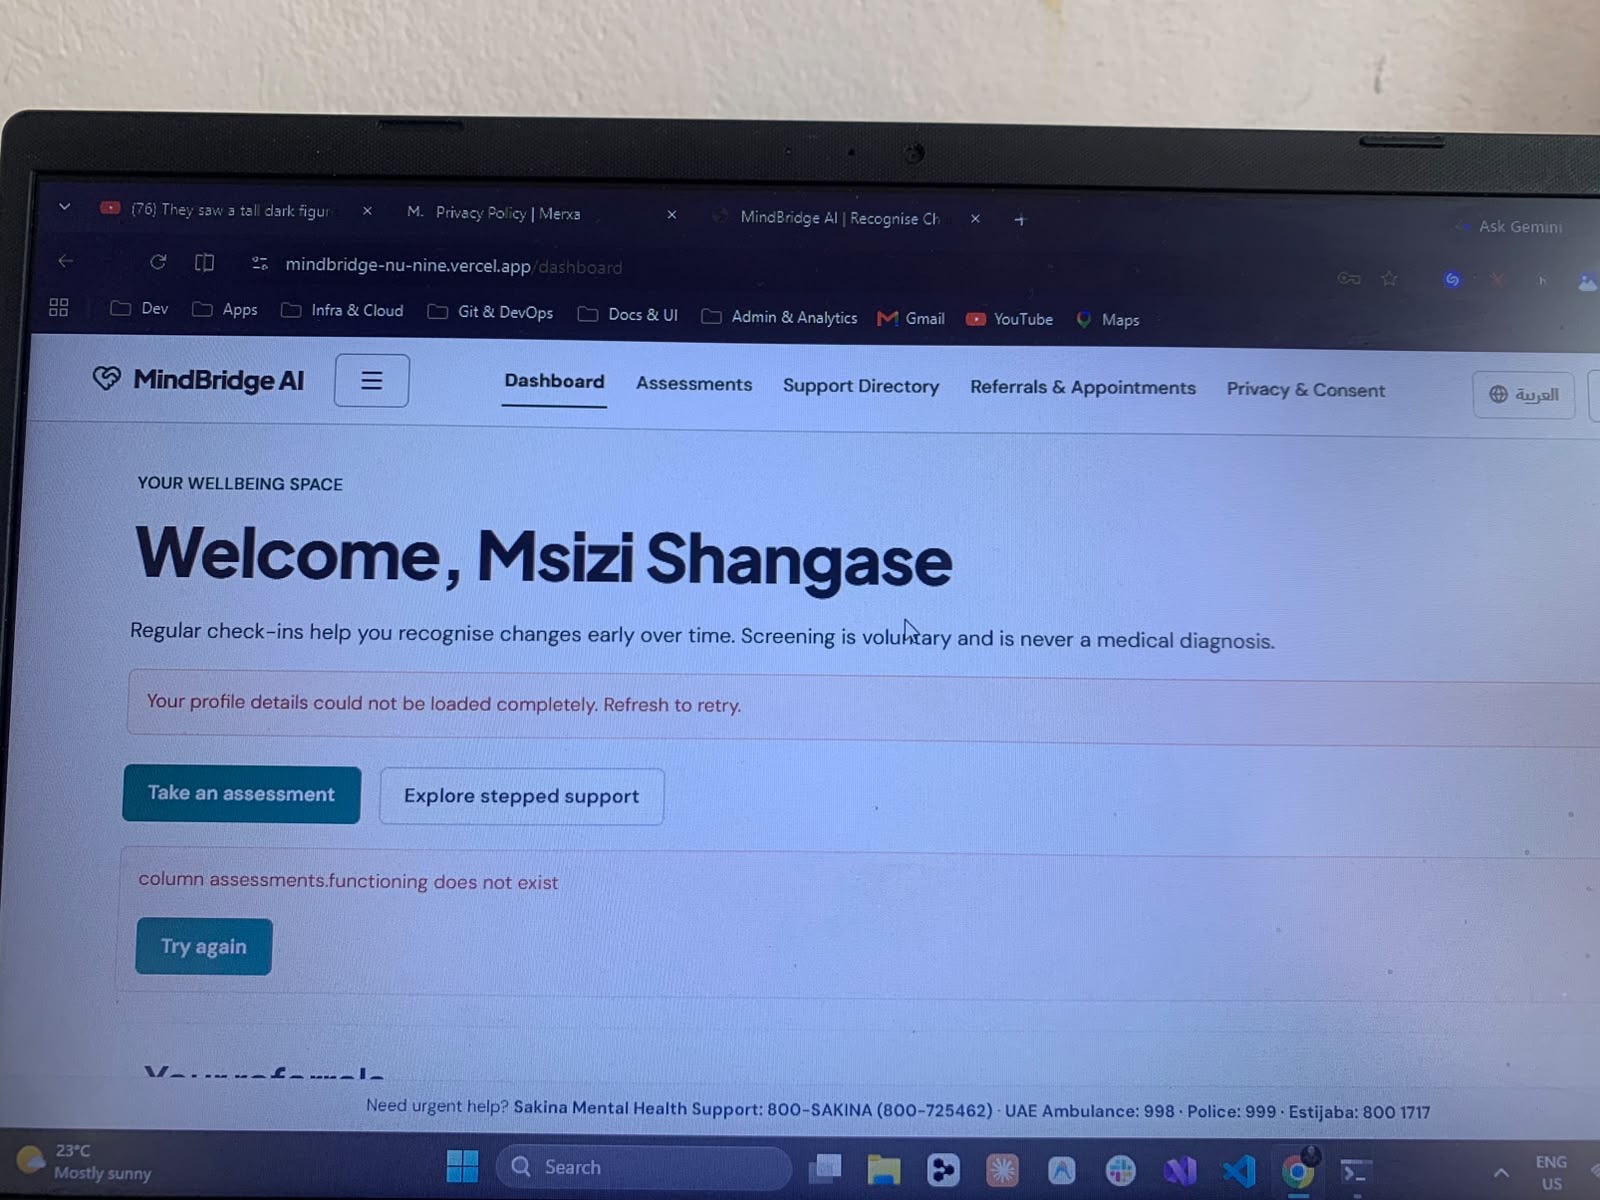 (76) They saw a tall dark figur
M. Privacy Policy | Merxa
MindBridge AI | Recognise Ch
Ask Gemini
mindbridge-nu-nine.vercel.app/dashboard
Dev Apps Infra & Cloud Git & DevOps Docs & UI Admin & Analytics Gmail YouTube Maps
MindBridge AI Dashboard Assessments Support Directory Referrals & Appointments Privacy & Consent العربية
YOUR WELLBEING SPACE
Welcome, Msizi Shangase
Regular check-ins help you recognise changes early over time. Screening is voluntary and is never a medical diagnosis.
Your profile details could not be loaded completely. Refresh to retry.
Take an assessment Explore stepped support
column assessments.functioning does not exist
Try again
Need urgent help? Sakina Mental Health Support: 800-SAKINA (800-725462) · UAE Ambulance: 998 · Police: 999 · Estijaba: 800 1717
23°C
Mostly sunny
Search
ENG
US